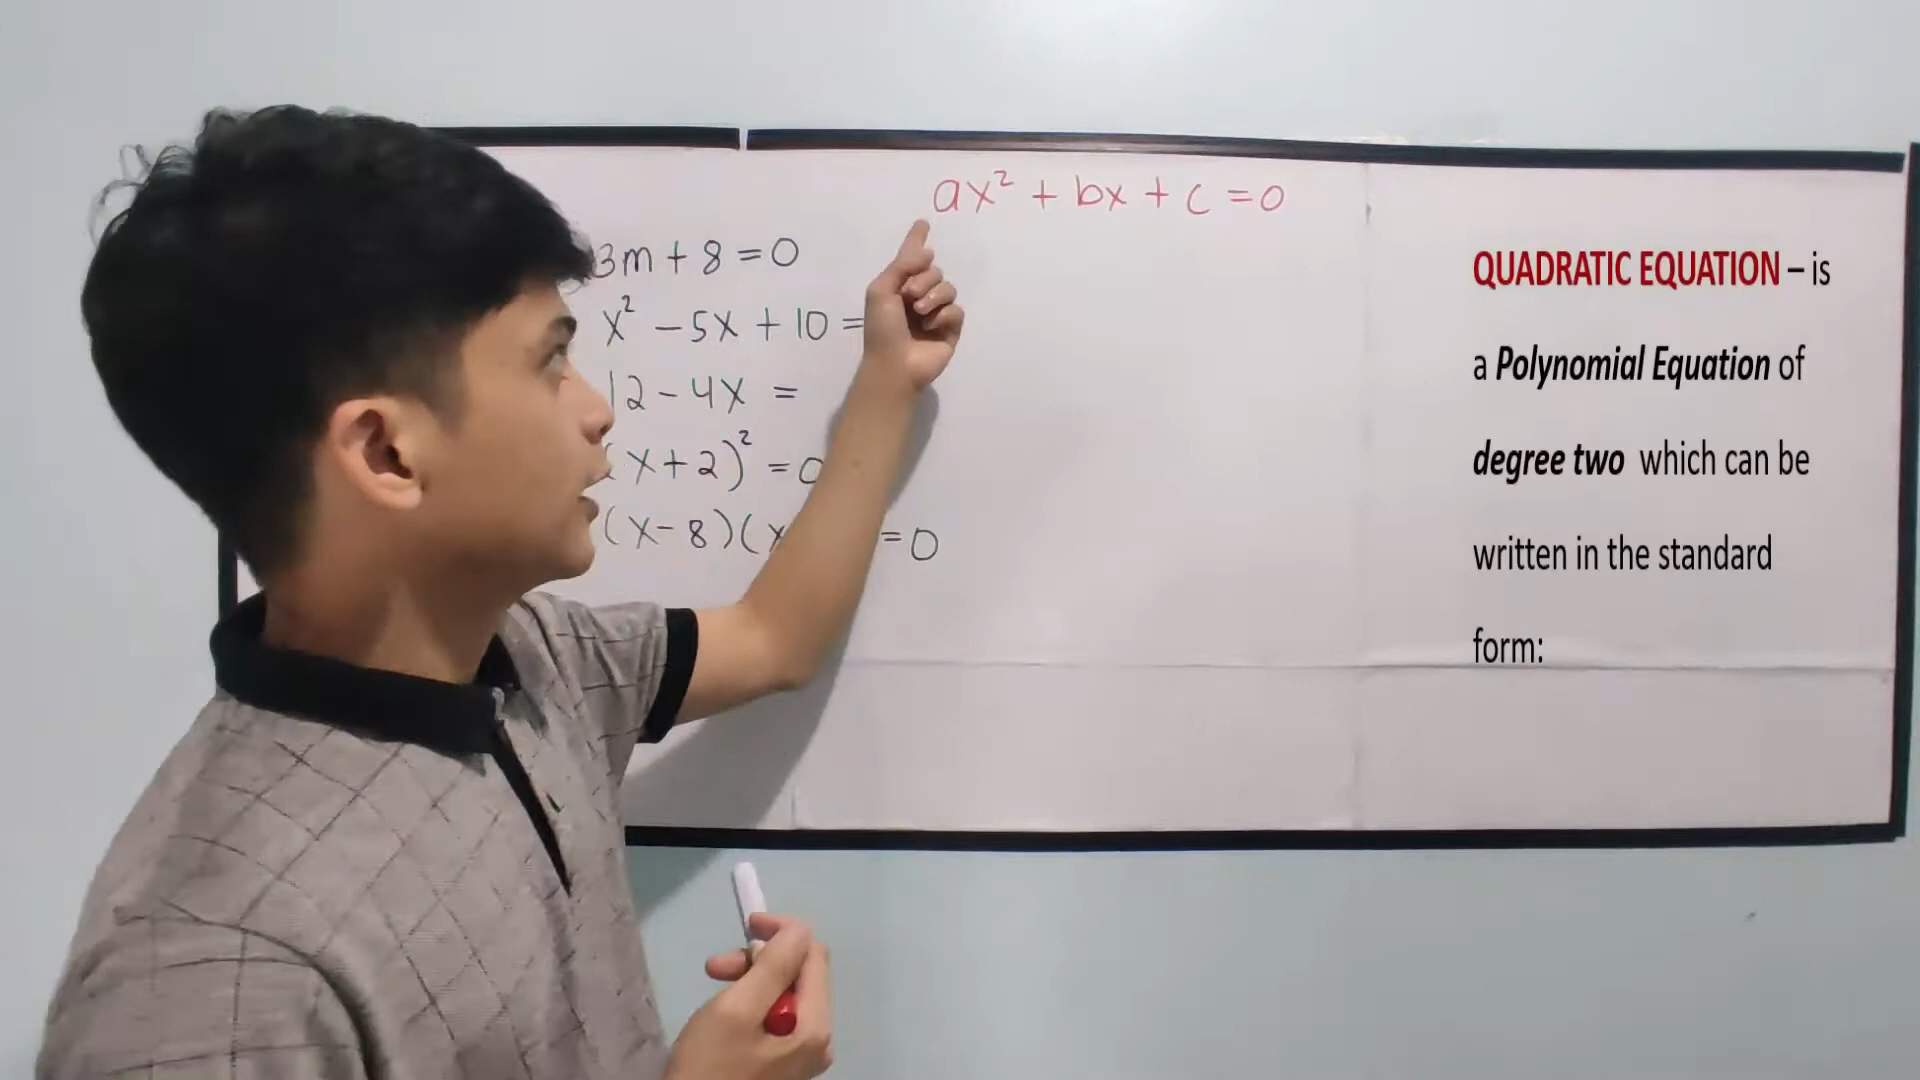 ax² + bx + c = 0
3m + 8 = 0
x² - 5x + 10 =
12 - 4x =
(x+2)² = 0
(x-8)(x = 0
QUADRATIC EQUATION – is
a Polynomial Equation of
degree two which can be
written in the standard
form: